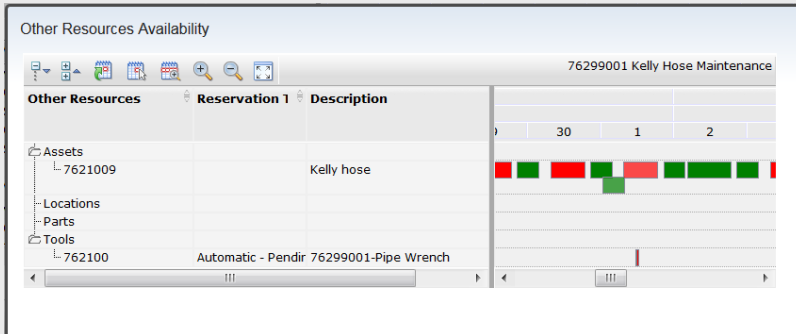 Other Resources Availability
76299001 Kelly Hose Maintenance
Other Resources Reservation T Description
30 1 2
Assets
7621009 Kelly hose
Locations
Parts
Tools
762100 Automatic - Pendir 76299001-Pipe Wrench